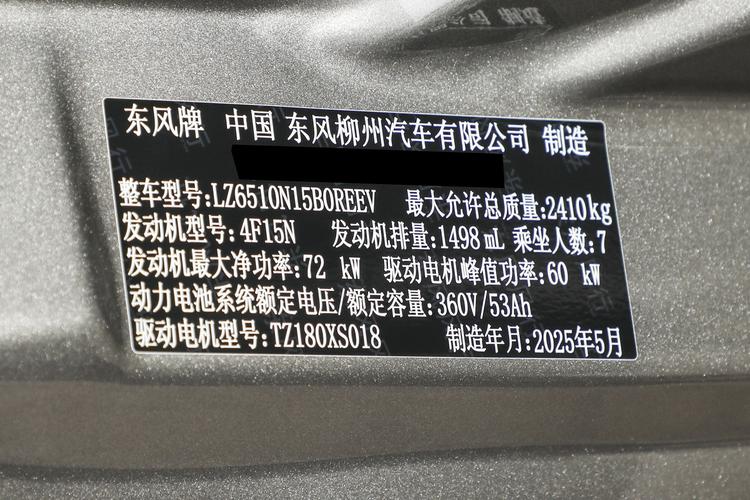 东风牌 中国 东风柳州汽车有限公司 制造
整车型号:LZ6510N15B0REEV 最大允许总质量:2410kg
发动机型号:4F15N 发动机排量:1498mL 乘坐人数:7
发动机最大净功率:72 kW 驱动电机峰值功率:60 kW
动力电池系统额定电压/额定容量:360V/53Ah
驱动电机型号:TZ180XS018 制造年月:2025年5月